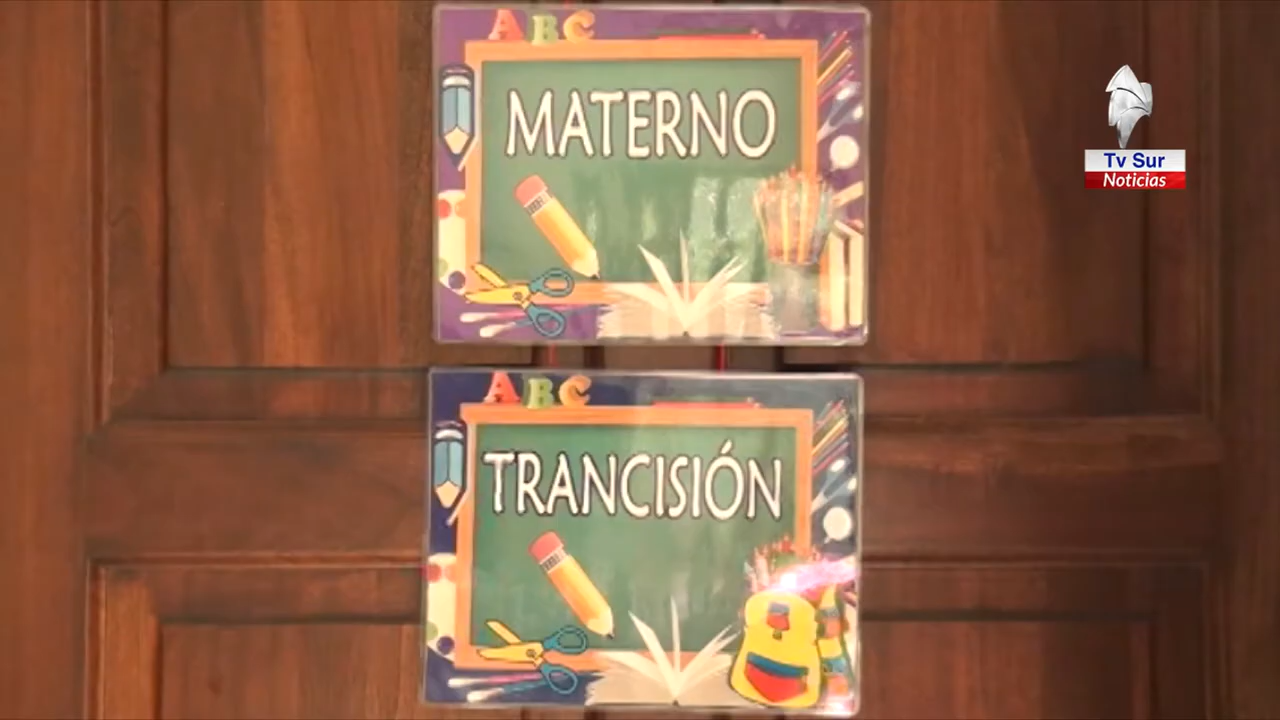 ABC
MATERNO
Tv Sur
Noticias
ABC
TRANCISIÓN